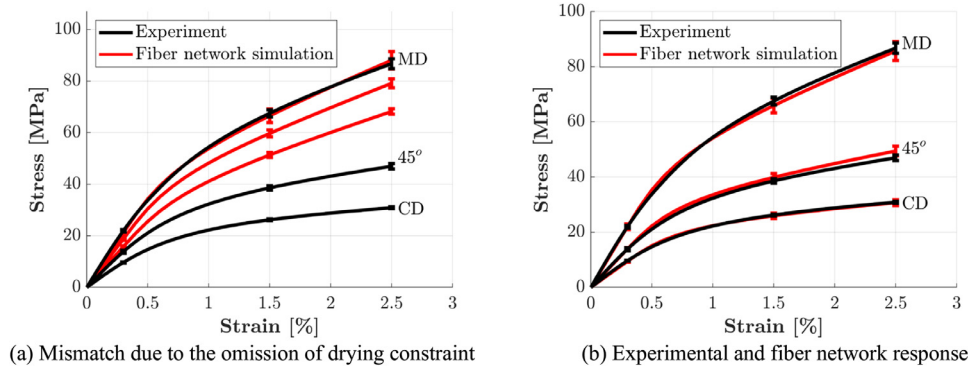 100
80
60
40
20
0
Stress [MPa]
Experiment
Fiber network simulation
MD
45°
CD
0 0.5 1 1.5 2 2.5 3
Strain [%]
(a) Mismatch due to the omission of drying constraint
100
80
60
40
20
0
Stress [MPa]
Experiment
Fiber network simulation
MD
45°
CD
0 0.5 1 1.5 2 2.5 3
Strain [%]
(b) Experimental and fiber network response